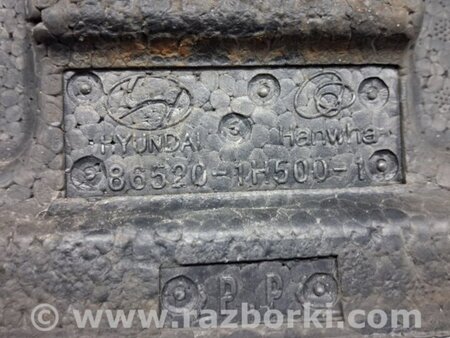 HYUNDAI Hanwha
86520-1H500-1
PP
©www.razborki.com